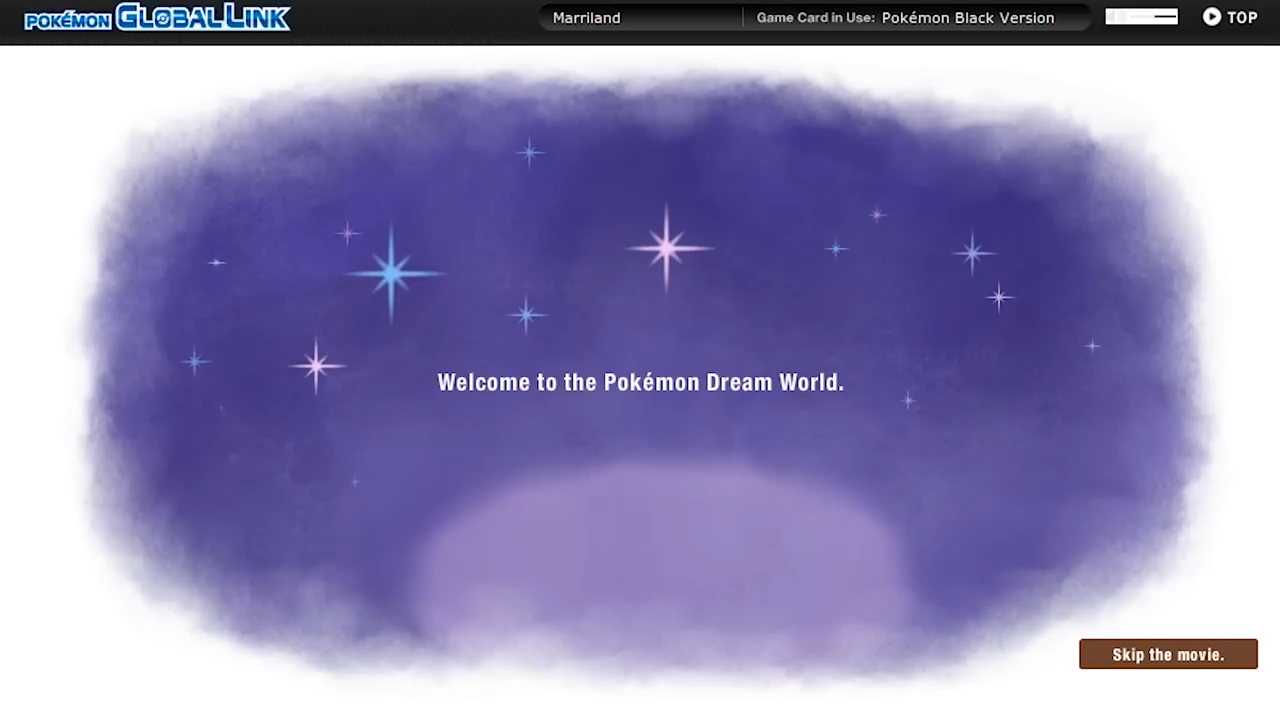 POKÉMON GLOBAL LINK
Marriland
Game Card in Use: Pokémon Black Version
TOP
Welcome to the Pokémon Dream World.
Skip the movie.